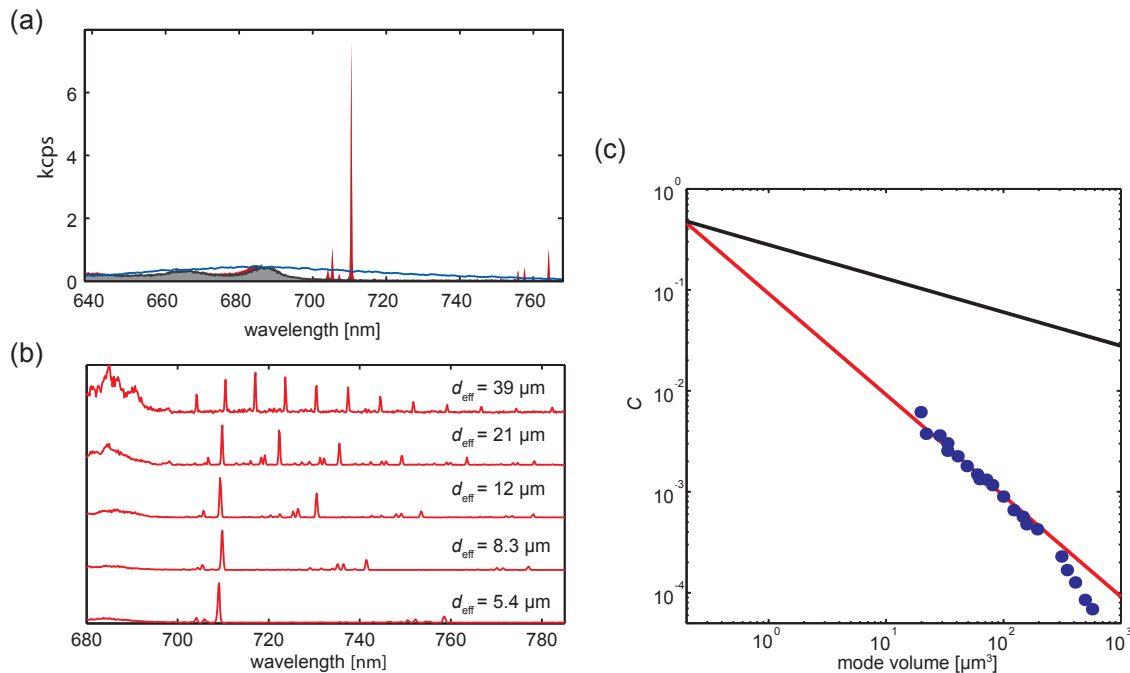 (a)
6
4
2
0
kcps
640 660 680 700 720 740 760
wavelength [nm]
(b)
d_eff = 39 µm
d_eff = 21 µm
d_eff = 12 µm
d_eff = 8.3 µm
d_eff = 5.4 µm
680 700 720 740 760 780
wavelength [nm]
(c)
10^0
10^-1
10^-2
10^-3
10^-4
C
10^0 10^1 10^2 10^3
mode volume [µm³]